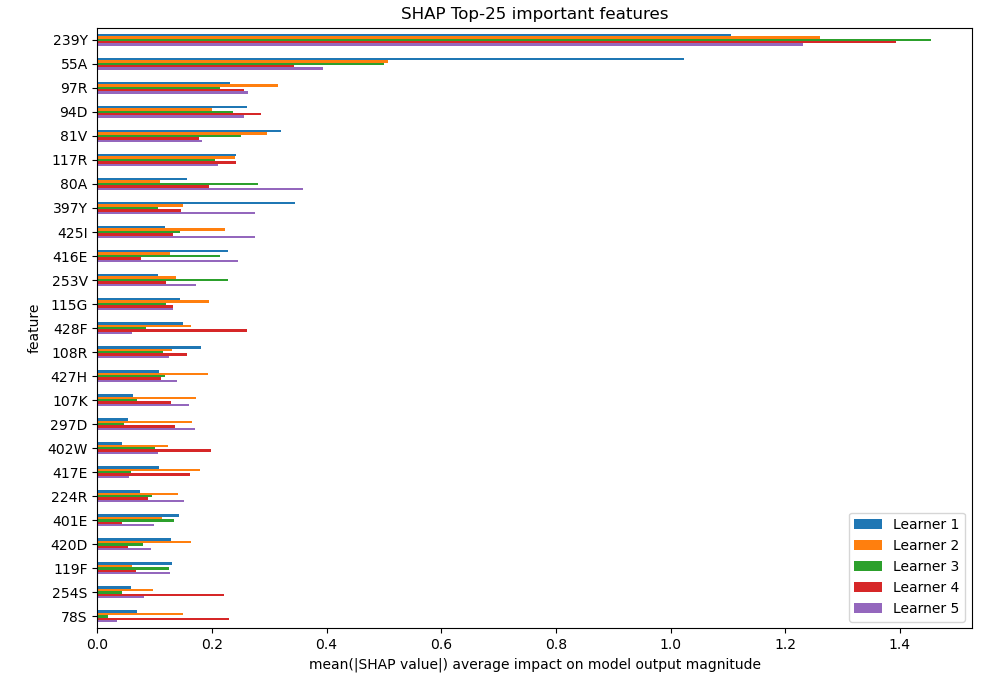 SHAP Top-25 important features
239Y
55A
97R
94D
81V
117R
80A
397Y
425I
416E
253V
115G
428F
108R
427H
107K
297D
402W
417E
224R
401E
420D
119F
254S
78S
feature
Learner 1
Learner 2
Learner 3
Learner 4
Learner 5
0.0 0.2 0.4 0.6 0.8 1.0 1.2 1.4
mean(|SHAP value|) average impact on model output magnitude